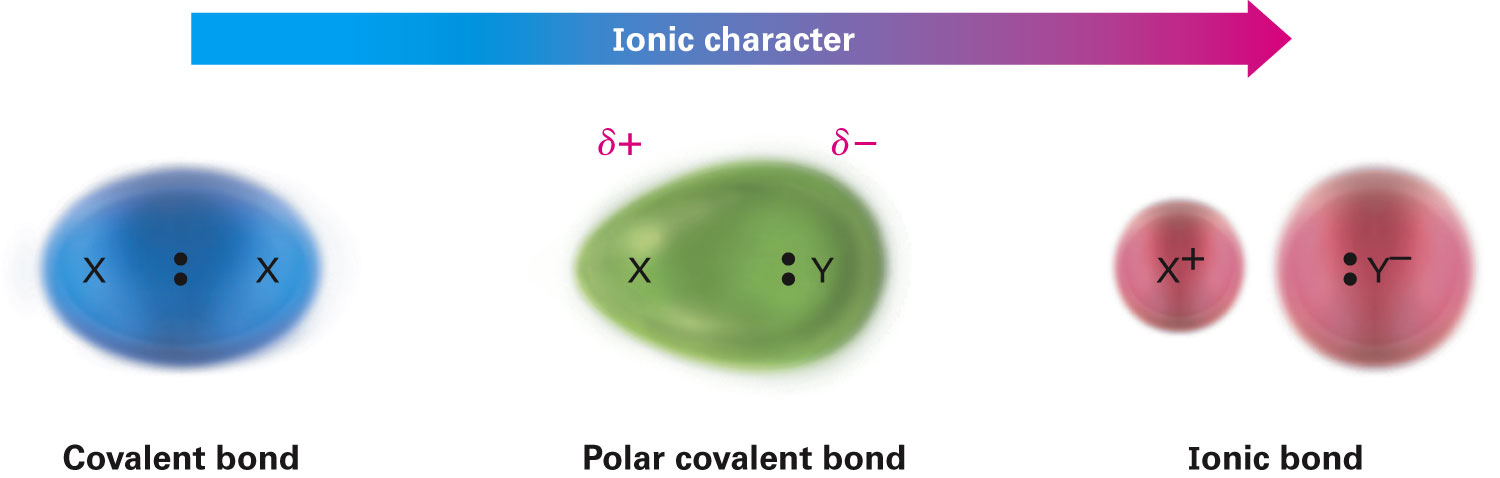 Ionic character
δ+ δ−
X : X
X : Y
X+ : Y−
Covalent bond
Polar covalent bond
Ionic bond